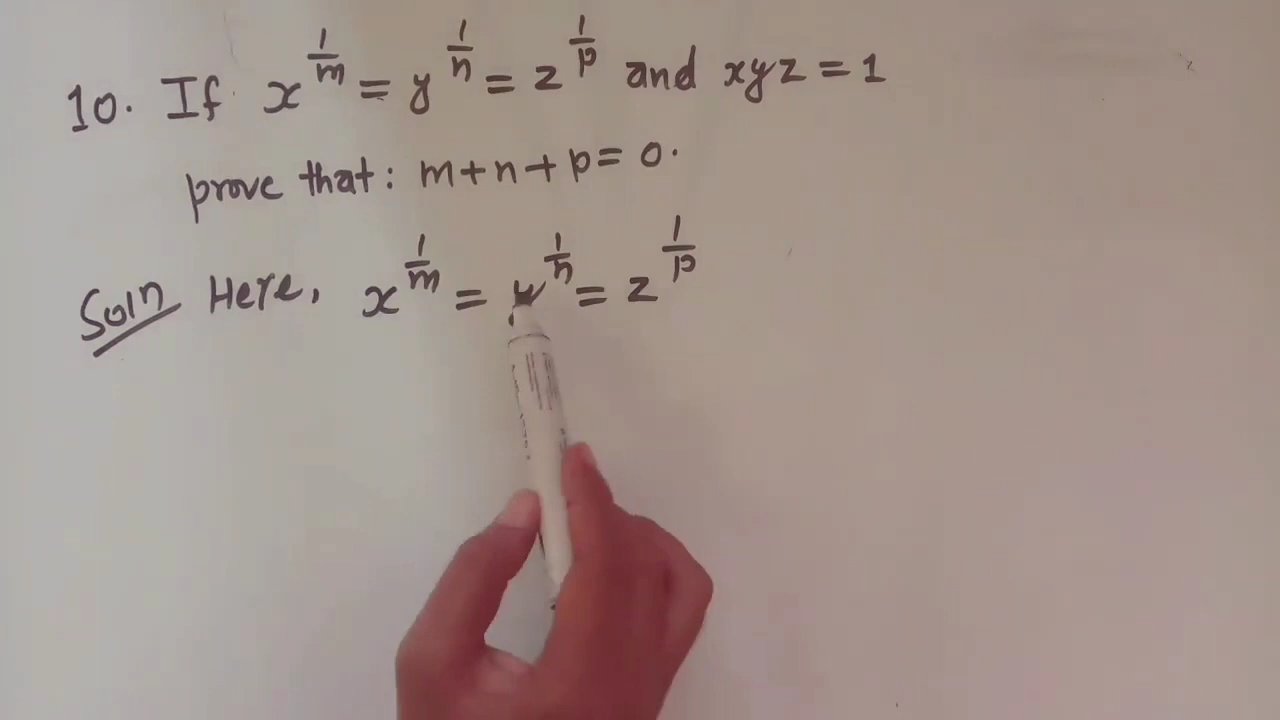 10. If x^(1/m) = y^(1/n) = z^(1/p) and xyz = 1
prove that: m+n+p = 0.
Soln Here, x^(1/m) = y^(1/n) = z^(1/p)